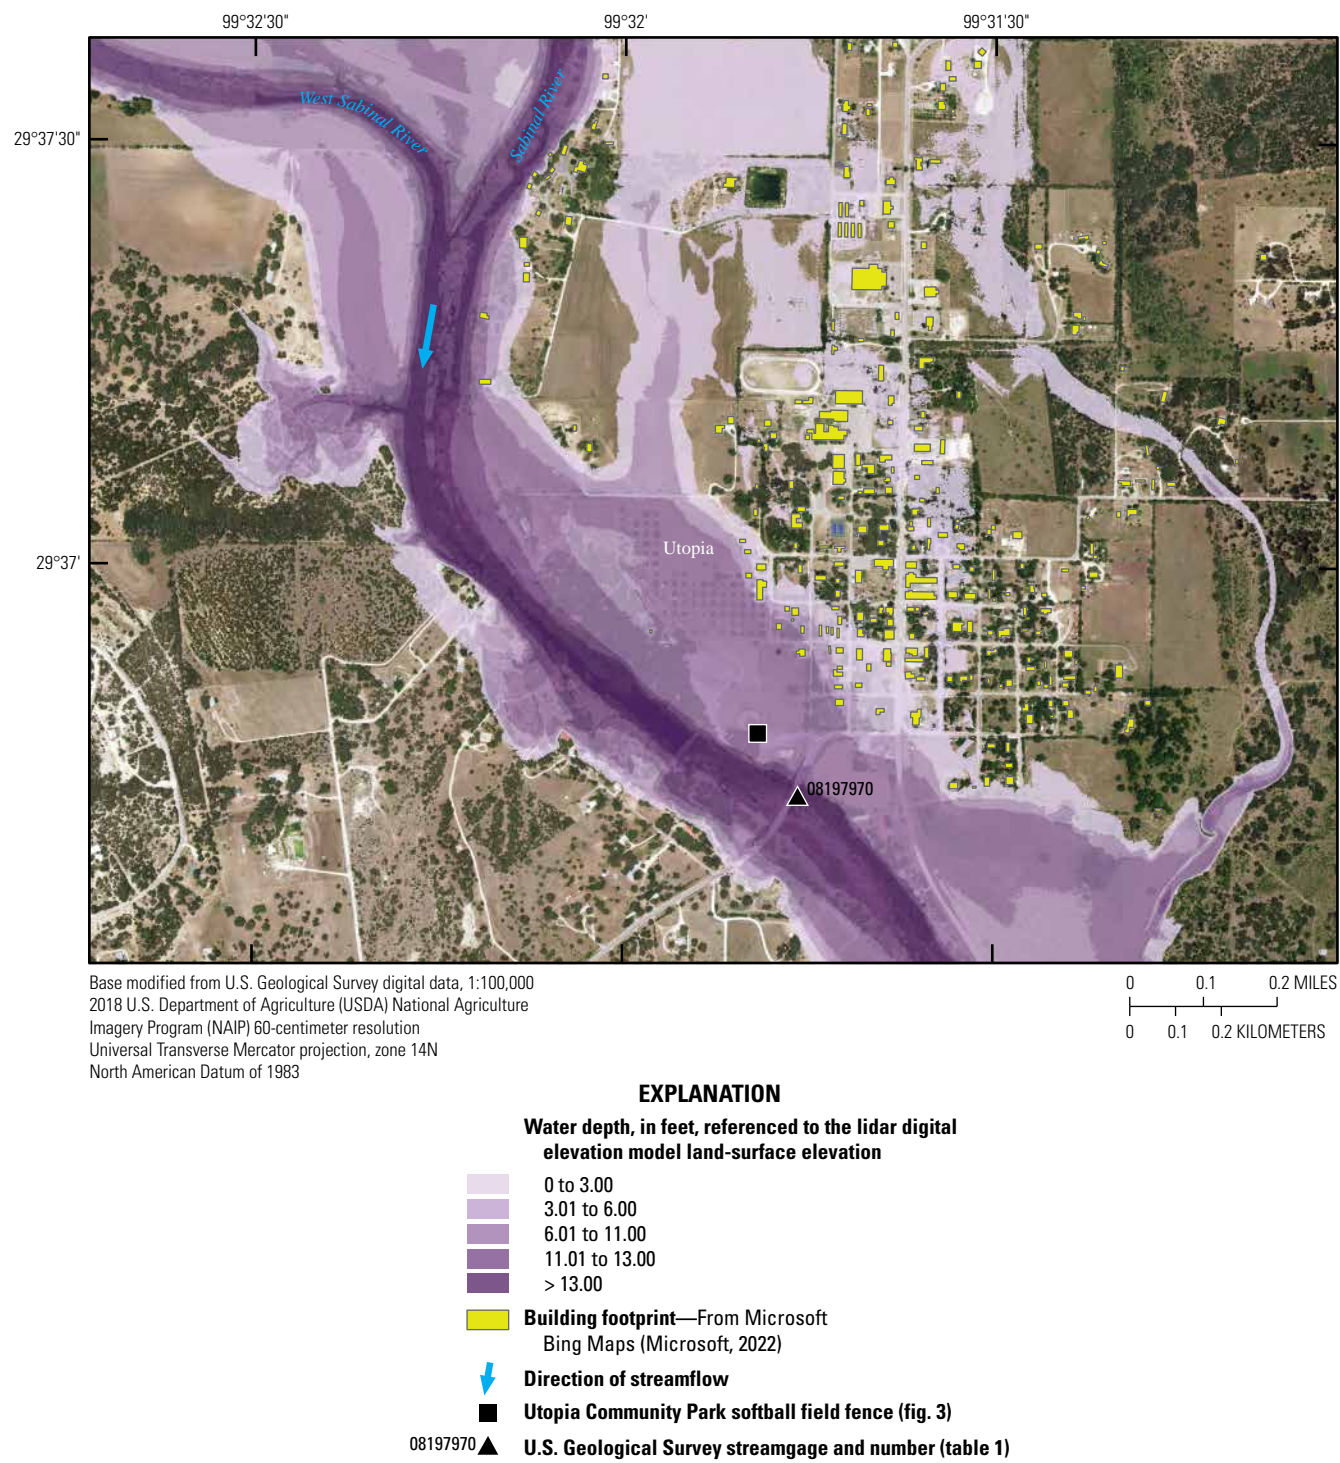 99°32'30"
99°32'
99°31'30"
West Sabinal River
Sabinal River
29°37'30"
Utopia
29°37'
08197970
Base modified from U.S. Geological Survey digital data, 1:100,000
2018 U.S. Department of Agriculture (USDA) National Agriculture
Imagery Program (NAIP) 60-centimeter resolution
Universal Transverse Mercator projection, zone 14N
North American Datum of 1983
0 0.1 0.2 MILES
0 0.1 0.2 KILOMETERS
EXPLANATION
Water depth, in feet, referenced to the lidar digital
elevation model land-surface elevation
0 to 3.00
3.01 to 6.00
6.01 to 11.00
11.01 to 13.00
> 13.00
Building footprint—From Microsoft
Bing Maps (Microsoft, 2022)
Direction of streamflow
Utopia Community Park softball field fence (fig. 3)
08197970 U.S. Geological Survey streamgage and number (table 1)